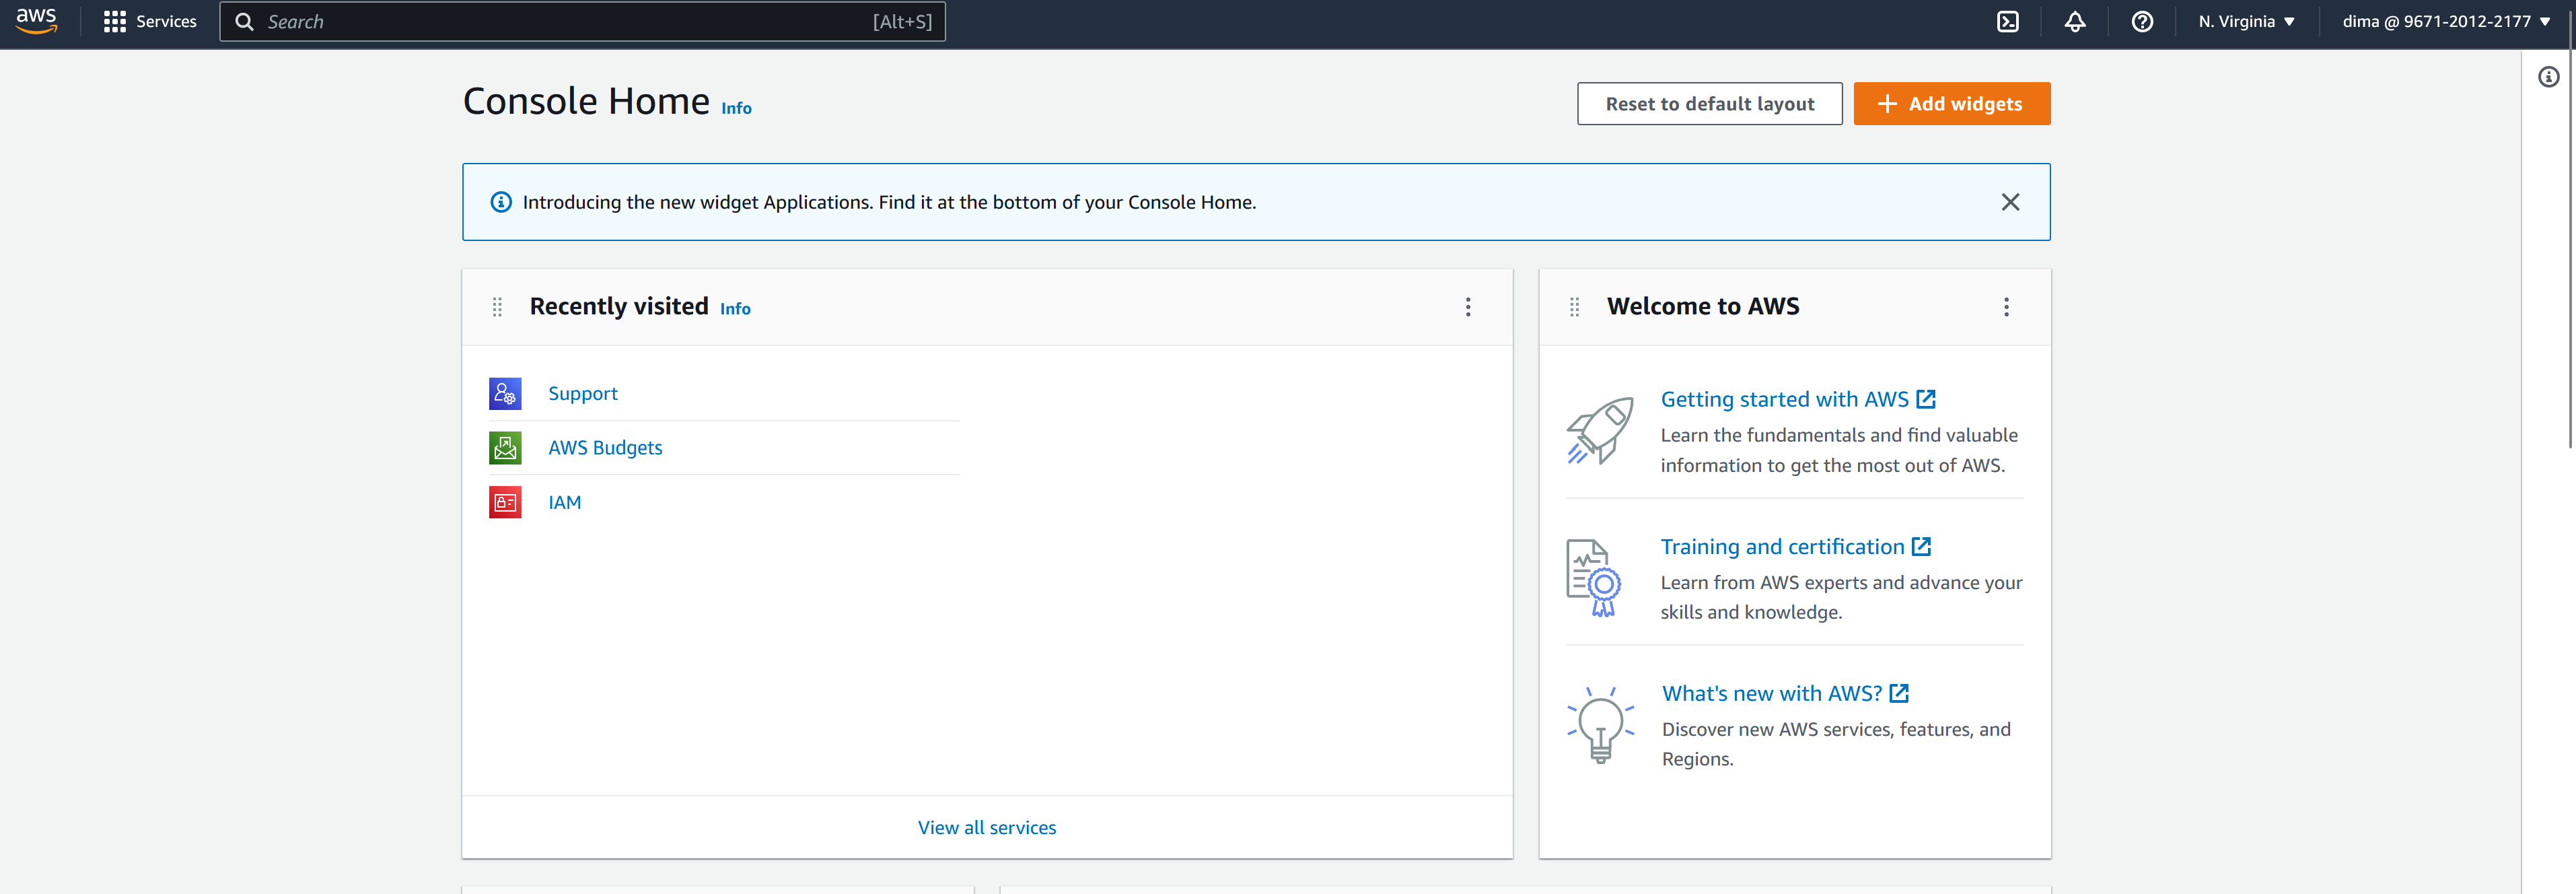 aws
Services
Search
[Alt+S]
N. Virginia
dima @ 9671-2012-2177
Console Home Info
Reset to default layout
Add widgets
Introducing the new widget Applications. Find it at the bottom of your Console Home.
Recently visited Info
Support
AWS Budgets
IAM
View all services
Welcome to AWS
Getting started with AWS
Learn the fundamentals and find valuable
information to get the most out of AWS.
Training and certification
Learn from AWS experts and advance your
skills and knowledge.
What's new with AWS?
Discover new AWS services, features, and
Regions.